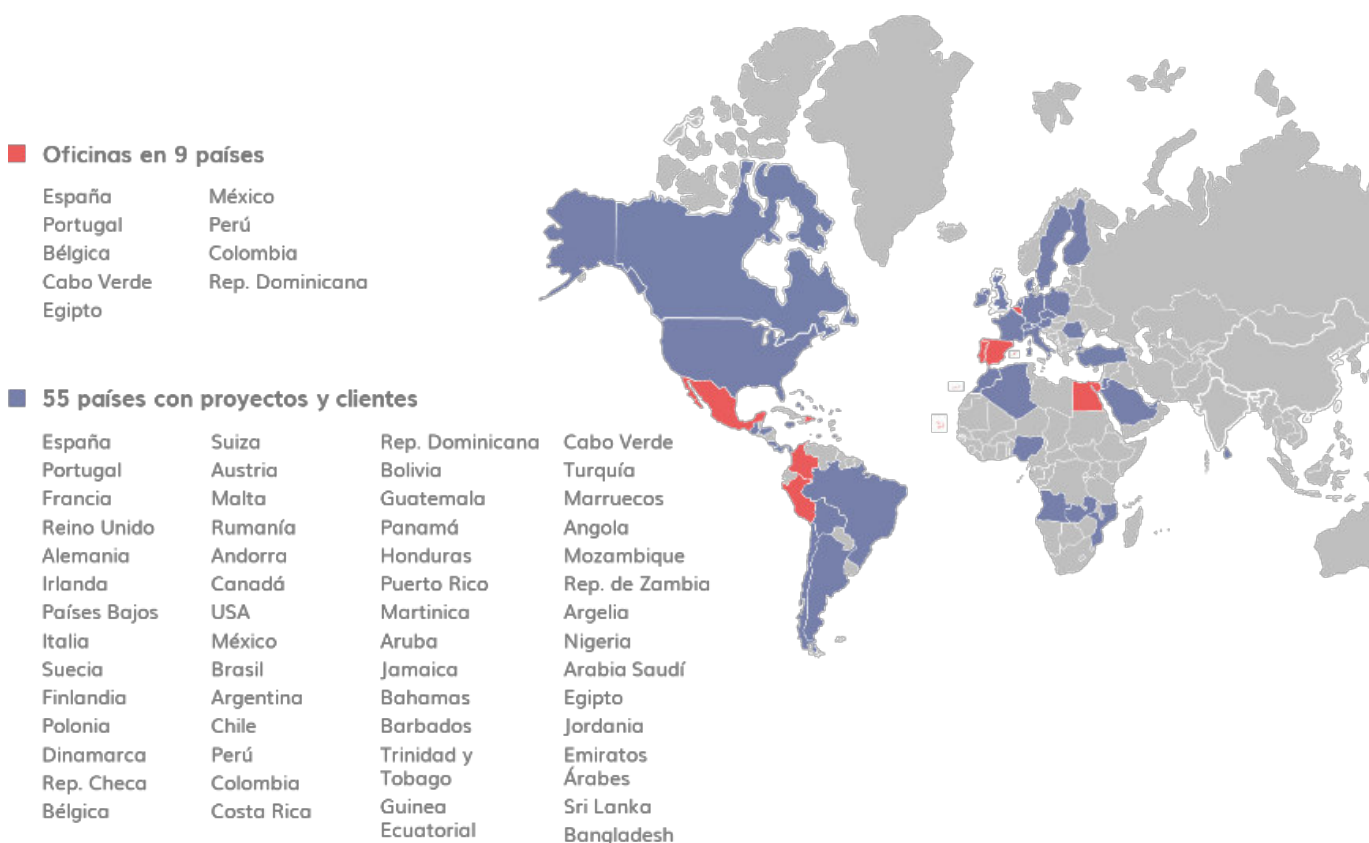 Oficinas en 9 países
España
Portugal
Bélgica
Cabo Verde
Egipto
México
Perú
Colombia
Rep. Dominicana
55 países con proyectos y clientes
España
Portugal
Francia
Reino Unido
Alemania
Irlanda
Países Bajos
Italia
Suecia
Finlandia
Polonia
Dinamarca
Rep. Checa
Bélgica
Suiza
Austria
Malta
Rumanía
Andorra
Canadá
USA
México
Brasil
Argentina
Chile
Perú
Colombia
Costa Rica
Rep. Dominicana
Bolivia
Guatemala
Panamá
Honduras
Puerto Rico
Martinica
Aruba
Jamaica
Bahamas
Barbados
Trinidad y
Tobago
Guinea
Ecuatorial
Cabo Verde
Turquía
Marruecos
Angola
Mozambique
Rep. de Zambia
Argelia
Nigeria
Arabia Saudí
Egipto
Jordania
Emiratos
Árabes
Sri Lanka
Bangladesh